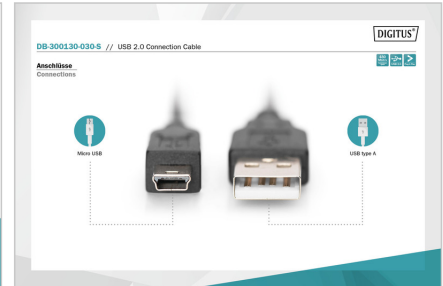 DIGITUS®
DB-300130-030-S // USB 2.0 Connection Cable
Anschlüsse
Connections
Micro USB
USB type A